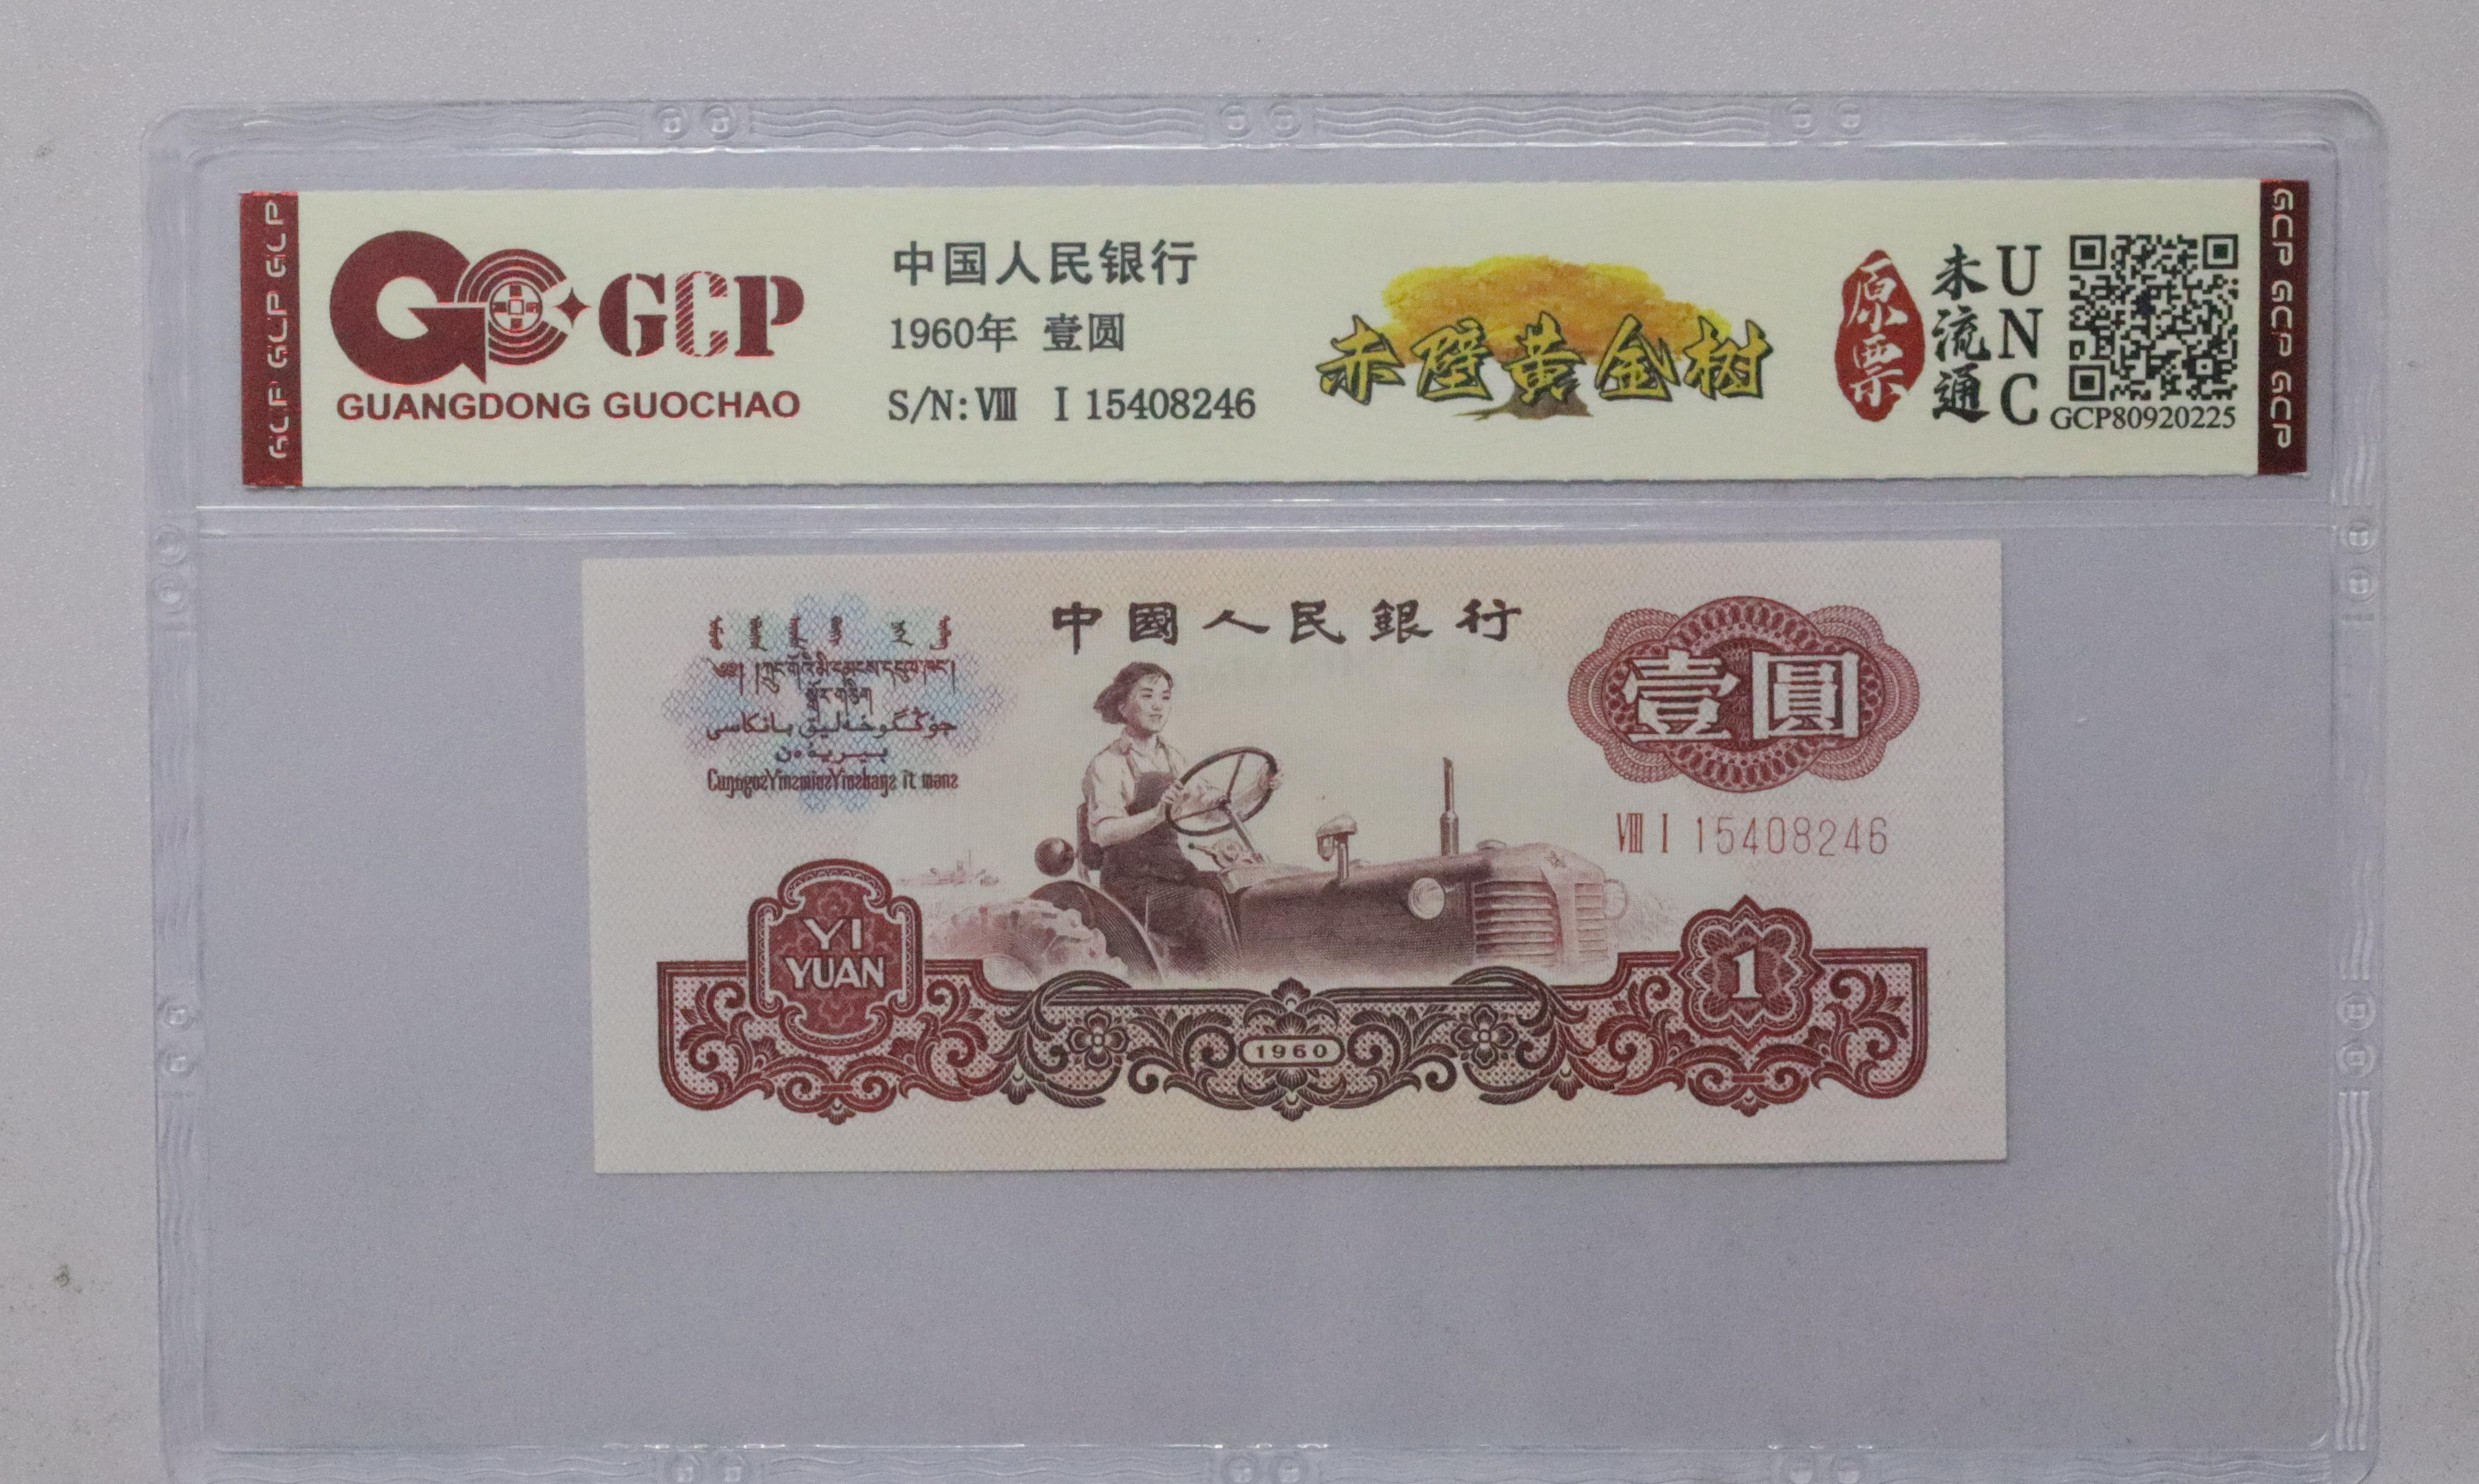 GCP GCP GCP
GCP
GUANGDONG GUOCHAO
中国人民银行
1960年 壹圆
S/N: Ⅷ Ⅰ 15408246
赤壁黄金树
原票
未流通
UNC
GCP80920225
GCP GCP GCP
中國人民銀行
壹圓
Ⅷ Ⅰ 15408246
YI
YUAN
1
1960